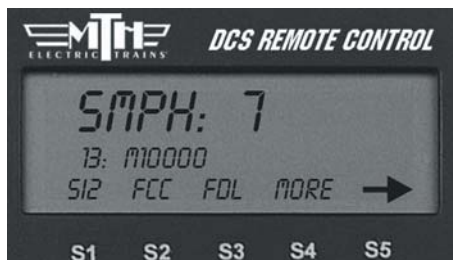 MTH DCS REMOTE CONTROL
ELECTRIC TRAINS
SMPH: 7
13: M10000
SI2 FCC FDL MORE
S1 S2 S3 S4 S5